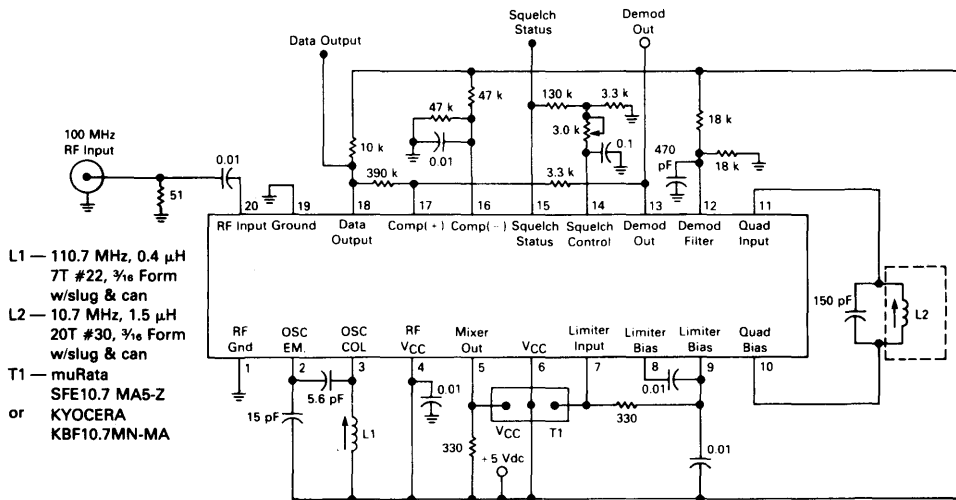 Squelch
Status
Demod
Out
Data Output
100 MHz
RF Input
0.01
51
10 k
47 k
47 k
0.01
390 k
130 k
3.3 k
3.0 k
0.1
3.3 k
18 k
470
pF
18 k
20 19 18 17 16 15 14 13 12 11
RF Input Ground Data Output Comp(+) Comp(−) Squelch Status Squelch Control Demod Out Demod Filter Quad Input
L1 — 110.7 MHz, 0.4 μH
7T #22, 3/16 Form
w/slug & can
L2 — 10.7 MHz, 1.5 μH
20T #30, 3/16 Form
w/slug & can
T1 — muRata
SFE10.7 MA5-Z
or KYOCERA
KBF10.7MN-MA
150 pF
L2
RF Gnd OSC EM. OSC COL RF VCC Mixer Out VCC Limiter Input Limiter Bias Limiter Bias Quad Bias
1 2 3 4 5 6 7 8 9 10
5.6 pF
15 pF
L1
0.01
330
VCC T1
+5 Vdc
330
0.01
0.01